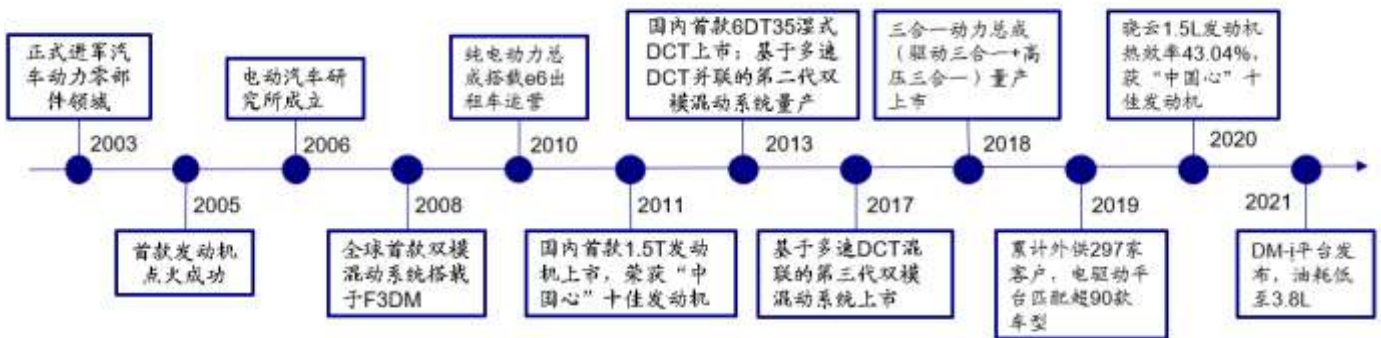 正式进军汽
车动力零部
件领域
2003
首款发动机
点火成功
2005
电动汽车研
究所成立
2006
全球首款双模
混动系统搭载
于F3DM
2008
纯电动力总
成搭载e6出
租车运营
2010
国内首款1.5T发动
机上市，荣获“中
国心”十佳发动机
2011
国内首款6DT35湿式
DCT上市；基于多速
DCT并联的第二代双
模混动系统量产
2013
基于多速DCT混
联的第三代双模
混动系统上市
2017
三合一动力总成
（驱动三合一+高
压三合一）量产
上市
2018
累计外供297家
客户，电驱动平
台匹配超90款
车型
2019
骁云1.5L发动机
热效率43.04%，
获“中国心”十
佳发动机
2020
DM-i平台发
布，油耗低
至3.8L
2021